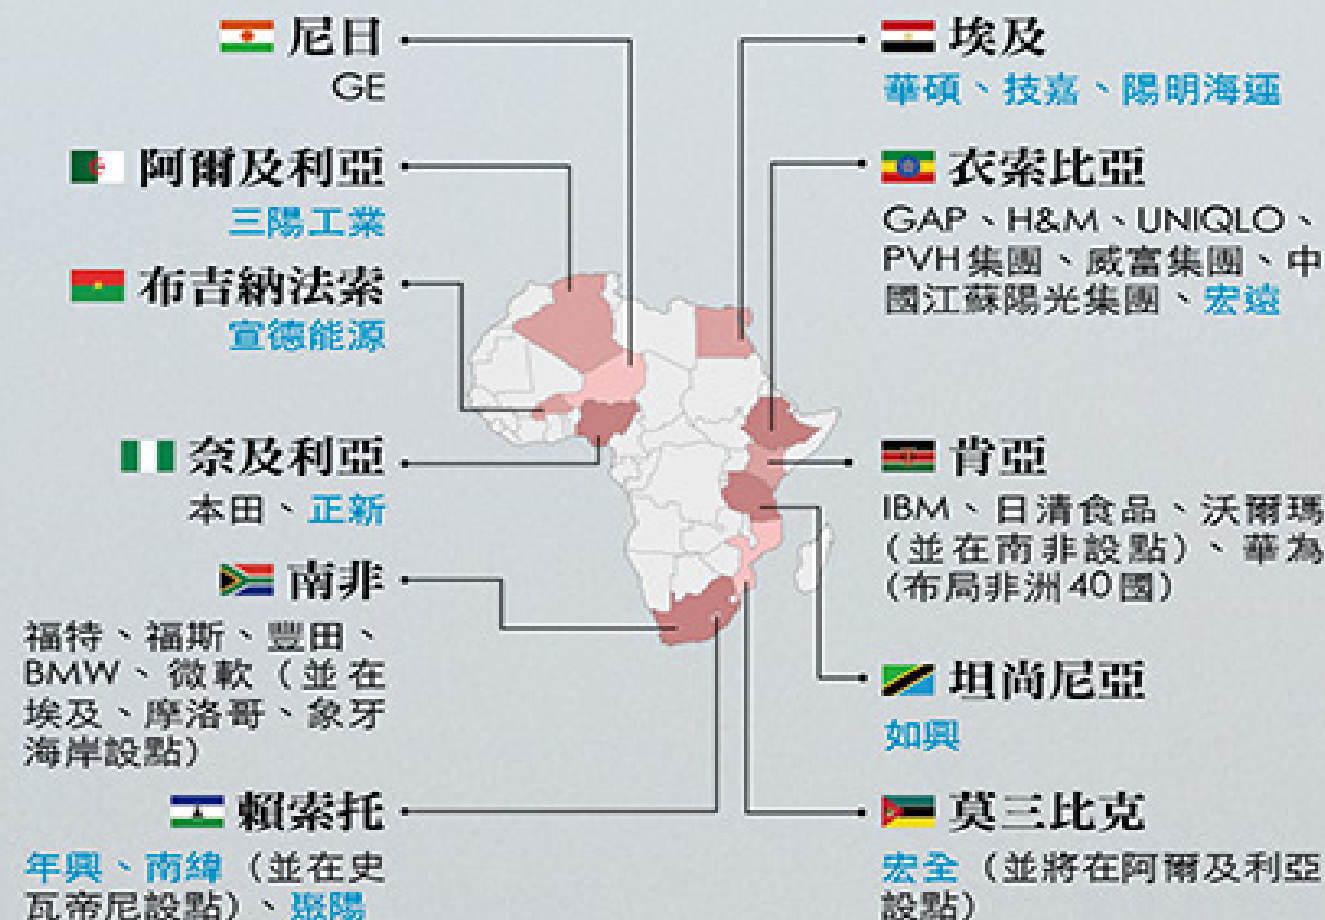 尼日
GE
阿爾及利亞
三陽工業
布吉納法索
宣德能源
奈及利亞
本田、正新
南非
福特、福斯、豐田、
BMW、微軟（並在
埃及、摩洛哥、象牙
海岸設點）
賴索托
年興、南緯（並在史
瓦帝尼設點）、聚陽
埃及
華碩、技嘉、陽明海運
衣索比亞
GAP、H&M、UNIQLO、
PVH集團、威富集團、中
國江蘇陽光集團、宏遠
肯亞
IBM、日清食品、沃爾瑪
（並在南非設點）、華為
（布局非洲40國）
坦尚尼亞
如興
莫三比克
宏全（並將在阿爾及利亞
設點）